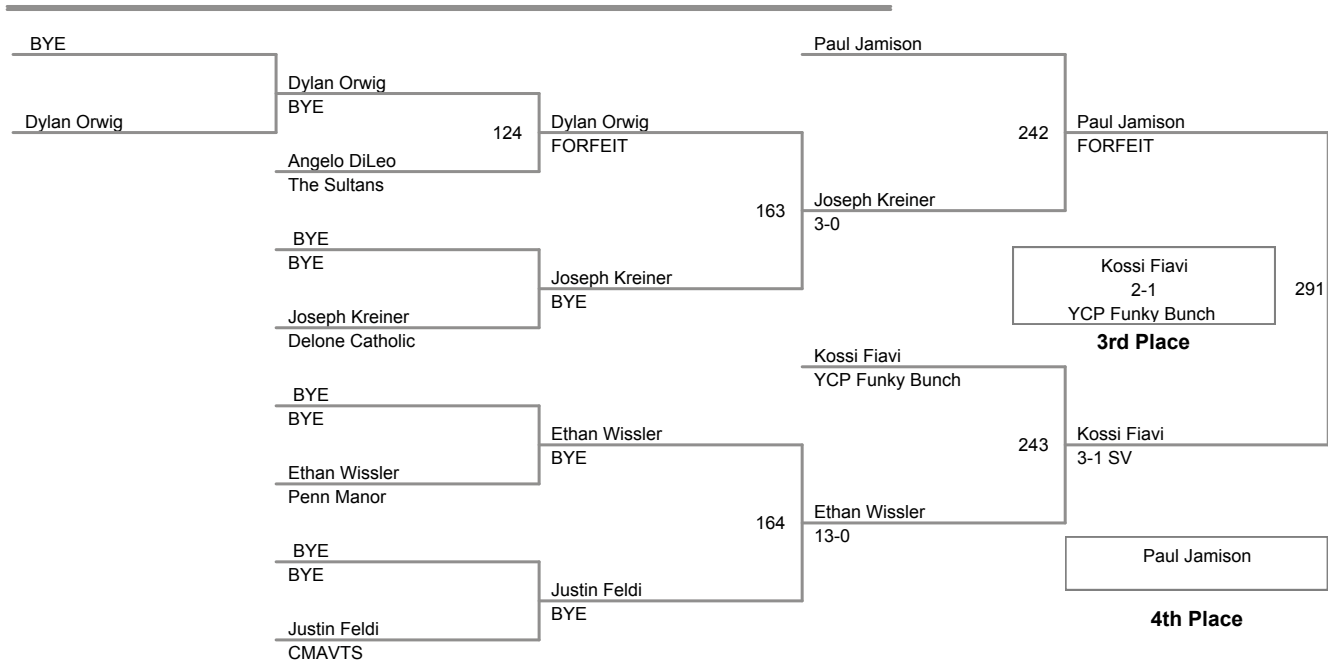 BYE
Paul Jamison
Dylan Orwig
BYE
Dylan Orwig
124
Dylan Orwig
FORFEIT
242
Paul Jamison
FORFEIT
Angelo DiLeo
The Sultans
163
Joseph Kreiner
3-0
BYE
BYE
Joseph Kreiner
BYE
Kossi Fiavi
2-1
YCP Funky Bunch
291
3rd Place
Joseph Kreiner
Delone Catholic
Kossi Fiavi
YCP Funky Bunch
BYE
BYE
Ethan Wissler
BYE
243
Kossi Fiavi
3-1 SV
Ethan Wissler
Penn Manor
164
Ethan Wissler
13-0
BYE
BYE
Paul Jamison
Justin Feldi
BYE
4th Place
Justin Feldi
CMAVTS